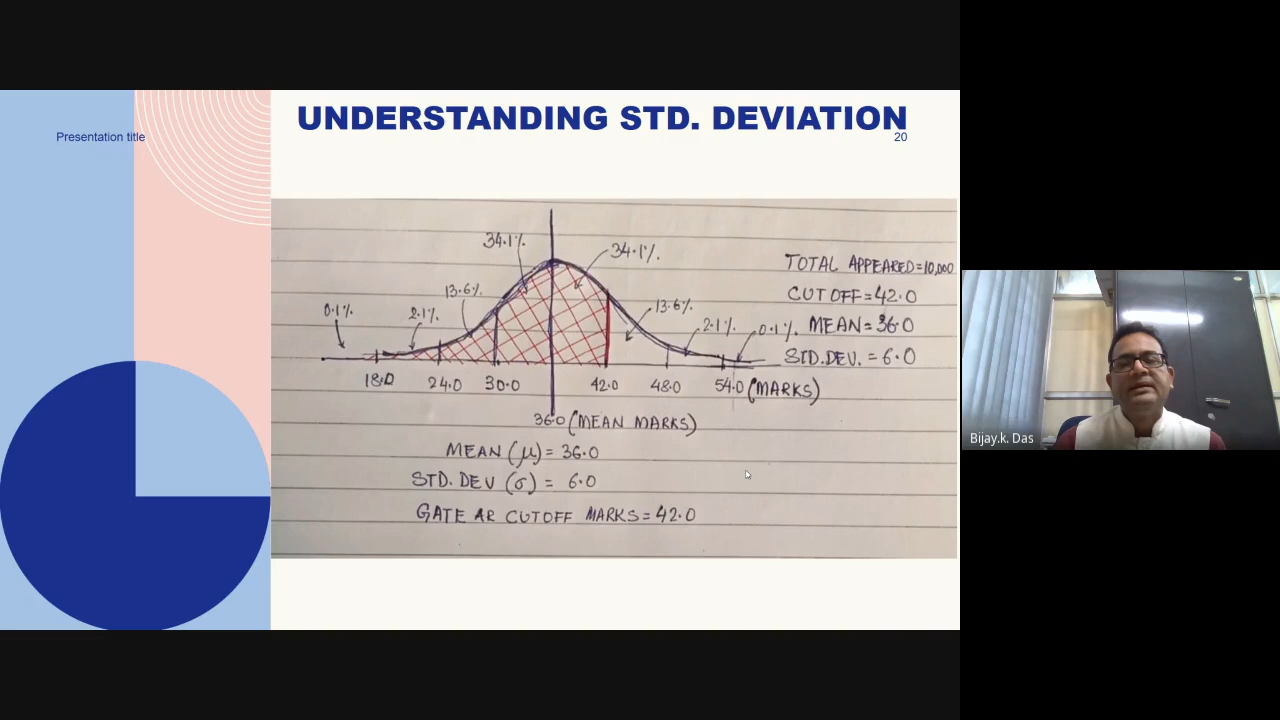 UNDERSTANDING STD. DEVIATION
Presentation title
20
34.1%.
34.1%.
13.6%.
13.6%.
0.1%.
2.1%.
2.1%.
0.1%.
TOTAL APPEARED=10,000
CUTOFF=42.0
MEAN=36.0
STD.DEV. = 6.0
18.0 24.0 30.0 42.0 48.0 54.0 (MARKS)
36.0 (MEAN MARKS)
MEAN (μ) = 36.0
STD. DEV (σ) = 6.0
GATE AR CUTOFF MARKS = 42.0
Bijay.k. Das